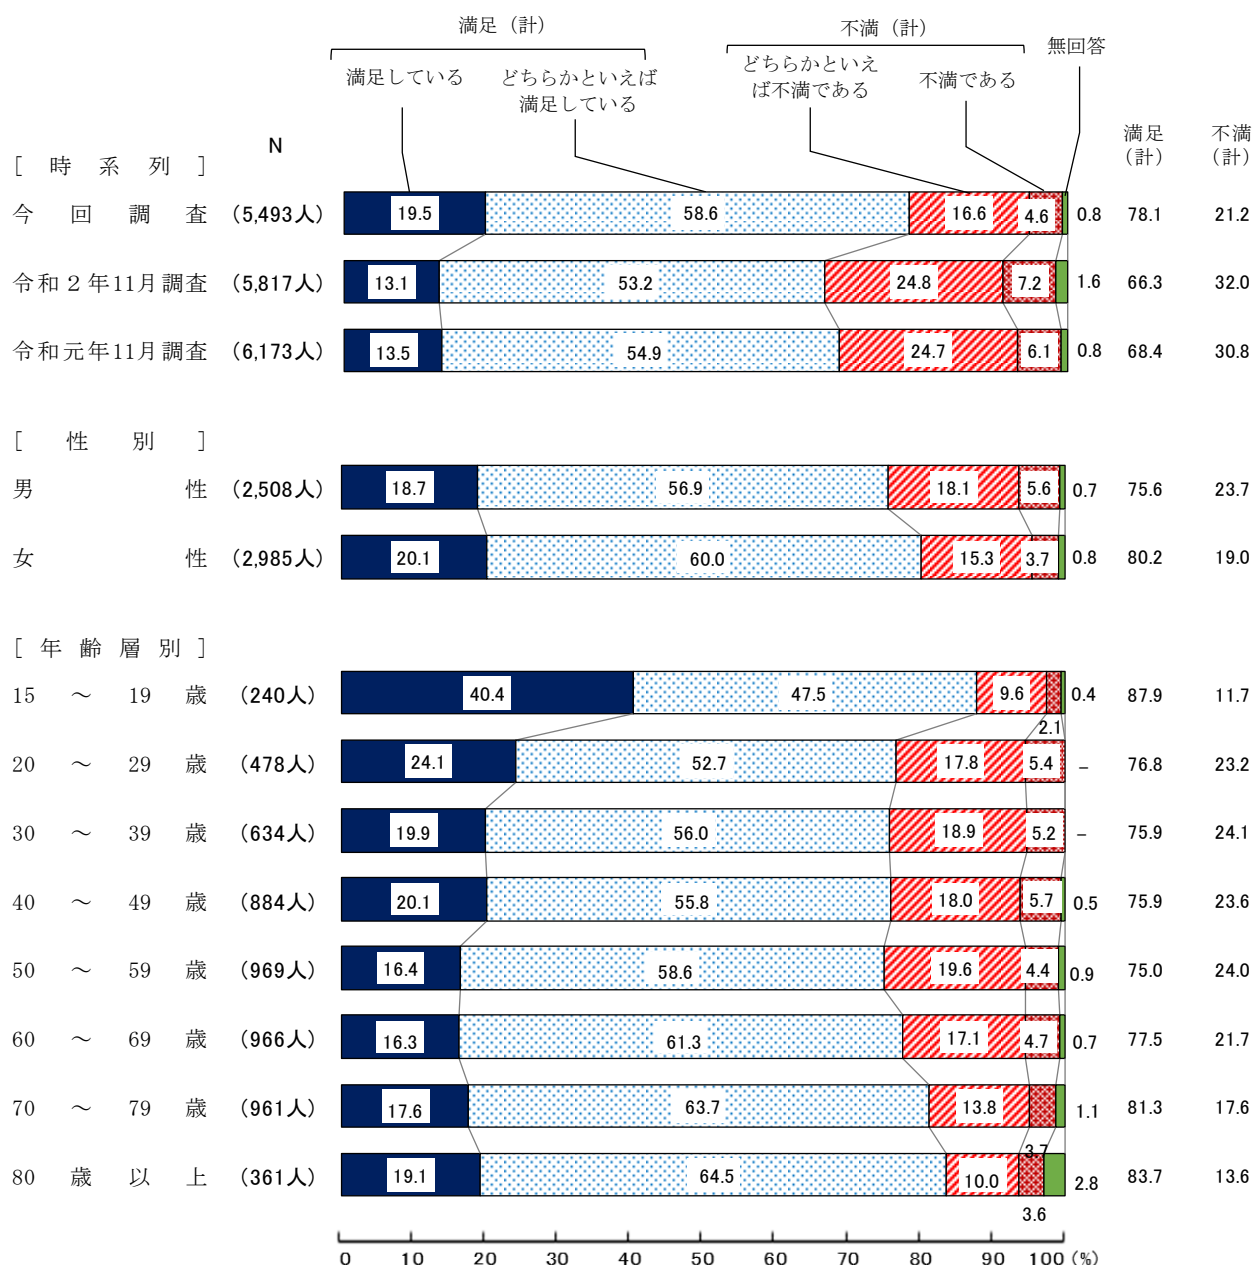 満足（計）
不満（計）
無回答
満足している
どちらかといえば
満足している
どちらかといえ
ば不満である
不満である
N
満足
(計)
不満
(計)
［時系列］
今回調査 (5,493人) 19.5 58.6 16.6 4.6 0.8 78.1 21.2
令和２年11月調査 (5,817人) 13.1 53.2 24.8 7.2 1.6 66.3 32.0
令和元年11月調査 (6,173人) 13.5 54.9 24.7 6.1 0.8 68.4 30.8
［性別］
男性 (2,508人) 18.7 56.9 18.1 5.6 0.7 75.6 23.7
女性 (2,985人) 20.1 60.0 15.3 3.7 0.8 80.2 19.0
［年齢層別］
15 ～ 19 歳 (240人) 40.4 47.5 9.6 2.1 0.4 87.9 11.7
20 ～ 29 歳 (478人) 24.1 52.7 17.8 5.4 － 76.8 23.2
30 ～ 39 歳 (634人) 19.9 56.0 18.9 5.2 － 75.9 24.1
40 ～ 49 歳 (884人) 20.1 55.8 18.0 5.7 0.5 75.9 23.6
50 ～ 59 歳 (969人) 16.4 58.6 19.6 4.4 0.9 75.0 24.0
60 ～ 69 歳 (966人) 16.3 61.3 17.1 4.7 0.7 77.5 21.7
70 ～ 79 歳 (961人) 17.6 63.7 13.8 3.7 1.1 81.3 17.6
80 歳以上 (361人) 19.1 64.5 10.0 3.6 2.8 83.7 13.6
0 10 20 30 40 50 60 70 80 90 100 (%)